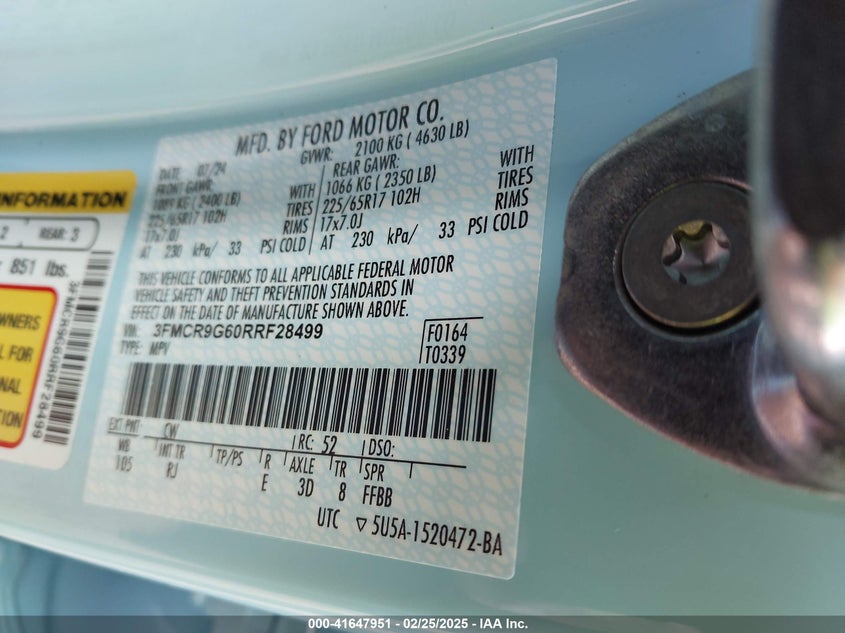 MFD. BY FORD MOTOR CO.
DATE: 07/24 GVWR: 2100 KG ( 4630 LB)
FRONT GAWR: REAR GAWR:
1089 KG ( 2400 LB) WITH 1066 KG ( 2350 LB) WITH
225/65R17 102H TIRES 225/65R17 102H TIRES
17x7.0J RIMS 17x7.0J RIMS
AT 230 kPa/ 33 PSI COLD AT 230 kPa/ 33 PSI COLD
THIS VEHICLE CONFORMS TO ALL APPLICABLE FEDERAL MOTOR
VEHICLE SAFETY AND THEFT PREVENTION STANDARDS IN
EFFECT ON THE DATE OF MANUFACTURE SHOWN ABOVE.
VIN: 3FMCR9G60RRF28499
TYPE: MPV
F0164
T0339
EXT PNT: CW RC: 52 DSO:
WB INT TR TP/PS R AXLE TR SPR
105 RJ E 3D 8 FFBB
UTC ▽ 5U5A-1520472-BA
INFORMATION
2 REAR: 3
851 lbs.
3FMCR9G60RRF28499
WNERS
L FOR
NAL
TION
000-41647951 — 02/25/2025 — IAA Inc.